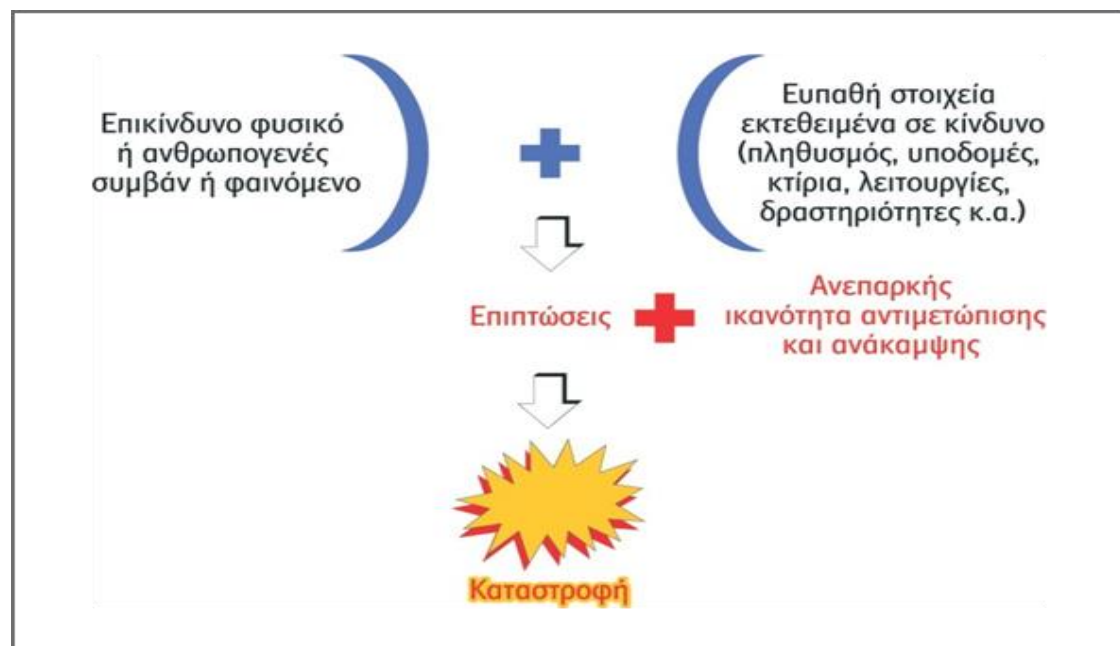 Επικίνδυνο φυσικό
ή ανθρωπογενές
συμβάν ή φαινόμενο
Ευπαθή στοιχεία
εκτεθειμένα σε κίνδυνο
(πληθυσμός, υποδομές,
κτίρια, λειτουργίες,
δραστηριότητες κ.α.)
Επιπτώσεις
Ανεπαρκής
ικανότητα αντιμετώπισης
και ανάκαμψης
Καταστροφή